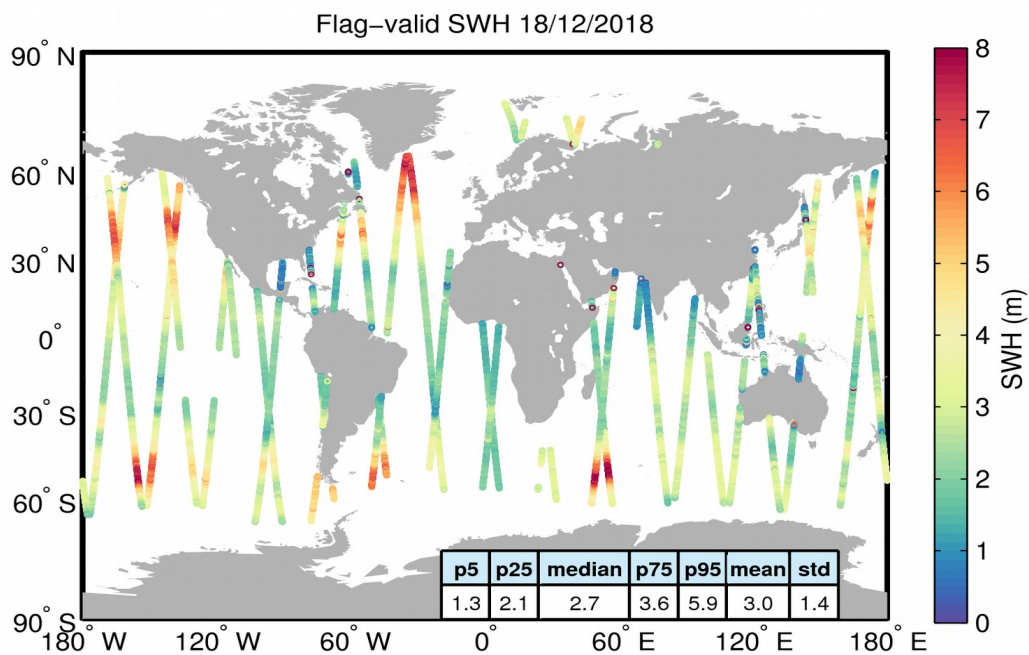 Flag−valid SWH 18/12/2018
90° N
60° N
30° N
0°
30° S
60° S
90° S
180° W
120° W
60° W
0°
60° E
120° E
180° E
p5 p25 median p75 p95 mean std
1.3 2.1 2.7 3.6 5.9 3.0 1.4
8
7
6
5
4
3
2
1
0
SWH (m)